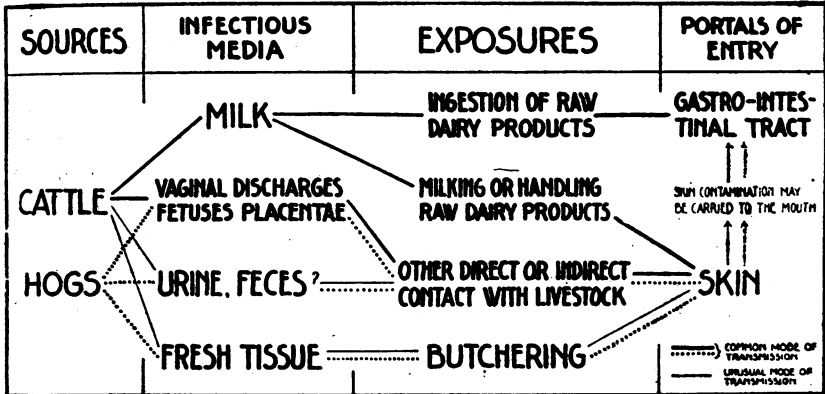 SOURCES
INFECTIOUS
MEDIA
EXPOSURES
PORTALS OF
ENTRY
MILK
INGESTION OF RAW
DAIRY PRODUCTS
GASTRO-INTES-
TINAL TRACT
CATTLE
VAGINAL DISCHARGES
FETUSES PLACENTAE
MILKING OR HANDLING
RAW DAIRY PRODUCTS
SKIN CONTAMINATION MAY
BE CARRIED TO THE MOUTH
HOGS
URINE, FECES?
OTHER DIRECT OR INDIRECT
CONTACT WITH LIVESTOCK
SKIN
FRESH TISSUE
BUTCHERING
COMMON MODE OF
TRANSMISSION
UNUSUAL MODE OF
TRANSMISSION